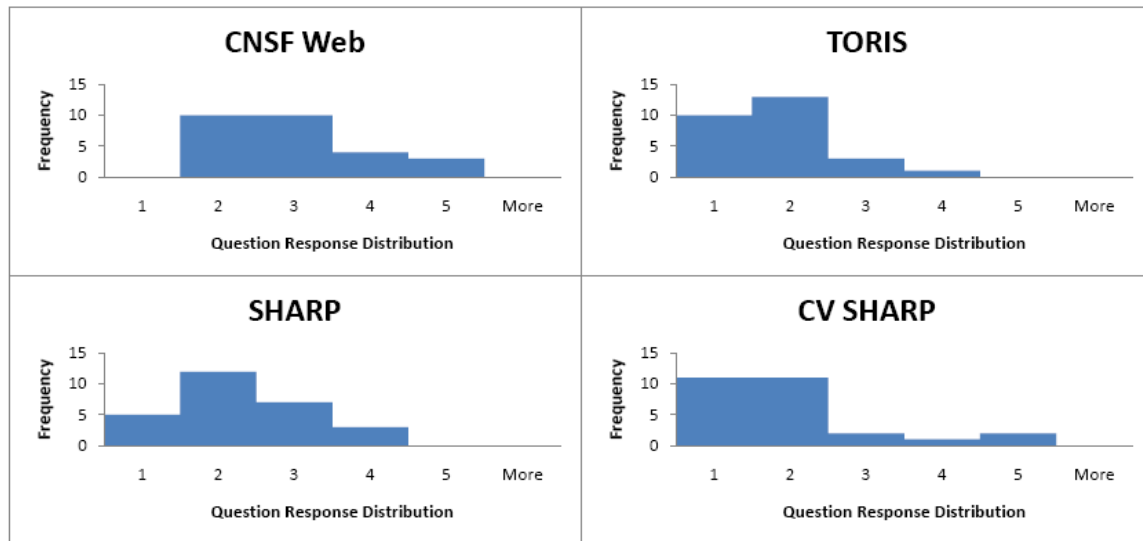 CNSF Web
15
10
5
0
Frequency
1 2 3 4 5 More
Question Response Distribution
TORIS
15
10
5
0
Frequency
1 2 3 4 5 More
Question Response Distribution
SHARP
15
10
5
0
Frequency
1 2 3 4 5 More
Question Response Distribution
CV SHARP
15
10
5
0
Frequency
1 2 3 4 5 More
Question Response Distribution